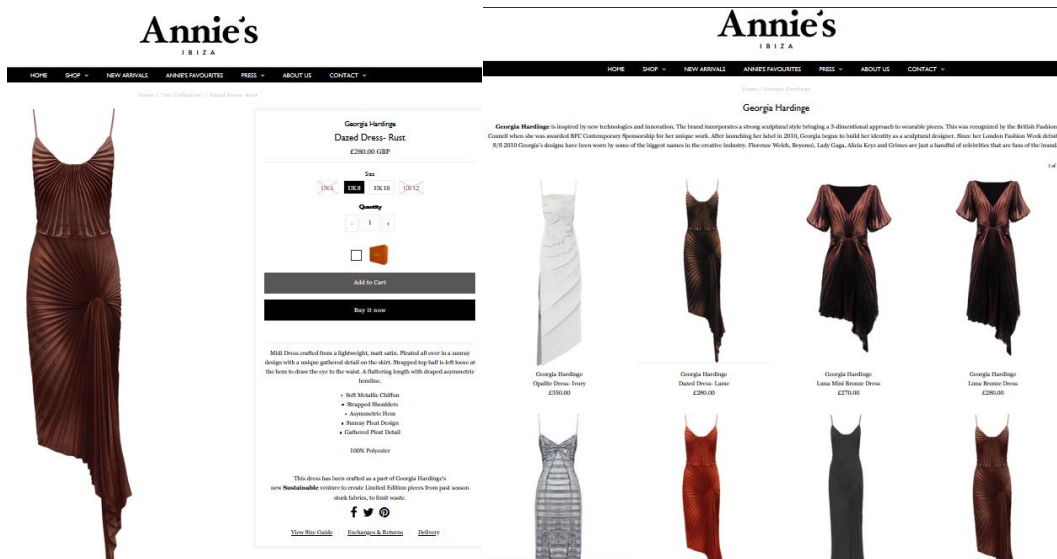 Annie's
IBIZA
HOME SHOP NEW ARRIVALS ANNIE'S FAVOURITES PRESS ABOUT US CONTACT
Home / "Our Collection" / Dazed Dress- Rust
Georgia Hardinge
Dazed Dress- Rust
£280.00 GBP
Size
UK 6 UK 8 UK 10 UK 12
Quantity
- 1 +
Add to Cart
Buy it now
Midi Dress crafted from a lightweight, matt satin. Pleated all over in a sunray
design with a unique gathered detail on the skirt. Strapped top half is left loose at
the hem to draw the eye to the waist. A flattering length with draped asymmetric
hemline.
• Soft Metallic Chiffon
• Strapped Shoulders
• Asymmetric Hem
• Sunray Pleat Design
• Gathered Pleat Detail
100% Polyester
This dress has been crafted as a part of Georgia Hardinge's
new Sustainable venture to create Limited Edition pieces from past season
stock fabrics, to limit waste.
View Size Guide Exchanges & Returns Delivery
Annie's
IBIZA
HOME SHOP NEW ARRIVALS ANNIE'S FAVOURITES PRESS ABOUT US CONTACT
Home / Georgia Hardinge
Georgia Hardinge
Georgia Hardinge is inspired by new technologies and innovation. The brand incorporates a strong sculptural style bringing a 3-dimentional approach to wearable pieces. This was recognized by the British Fashion
Council when she was awarded BFC Contemporary Sponsorship for her unique work. After launching her label in 2010, Georgia began to build her identity as a sculptural designer. Since her London Fashion Week debut
S/S 2010 Georgia's designs have been worn by some of the biggest names in the creative industry. Florence Welch, Beyoncé, Lady Gaga, Alicia Keys and Grimes are just a handful of celebrities that are fans of the brand
1 of
Georgia Hardinge
Opalite Dress- Ivory
£350.00
Georgia Hardinge
Dazed Dress- Lame
£280.00
Georgia Hardinge
Luna Mini Bronze Dress
£270.00
Georgia Hardinge
Luna Bronze Dress
£280.00